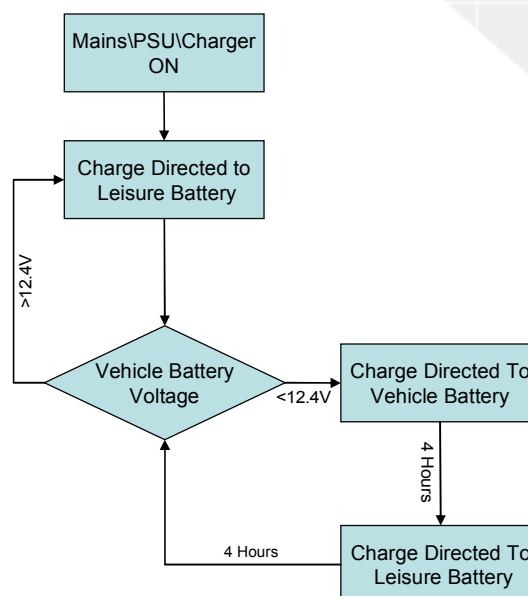 Mains\PSU\Charger
ON
Charge Directed to
Leisure Battery
>12.4V
Vehicle Battery
Voltage
<12.4V
Charge Directed To
Vehicle Battery
4 Hours
4 Hours
Charge Directed To
Leisure Battery